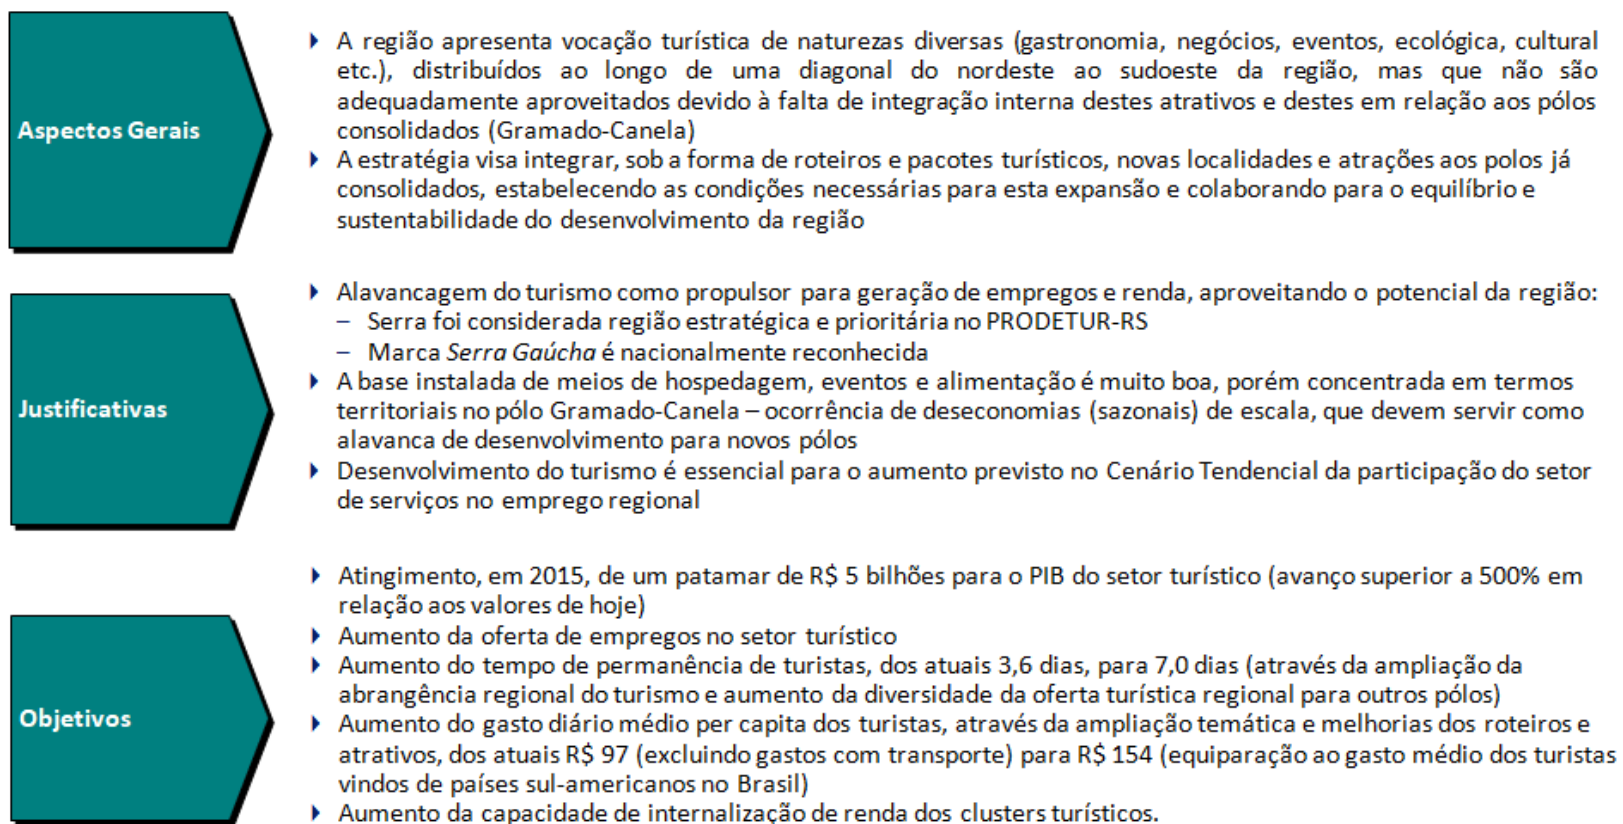 Aspectos Gerais
A região apresenta vocação turística de naturezas diversas (gastronomia, negócios, eventos, ecológica, cultural
etc.), distribuídos ao longo de uma diagonal do nordeste ao sudoeste da região, mas que não são
adequadamente aproveitados devido à falta de integração interna destes atrativos e destes em relação aos pólos
consolidados (Gramado-Canela)
A estratégia visa integrar, sob a forma de roteiros e pacotes turísticos, novas localidades e atrações aos polos já
consolidados, estabelecendo as condições necessárias para esta expansão e colaborando para o equilíbrio e
sustentabilidade do desenvolvimento da região
Justificativas
Alavancagem do turismo como propulsor para geração de empregos e renda, aproveitando o potencial da região:
– Serra foi considerada região estratégica e prioritária no PRODETUR-RS
– Marca Serra Gaúcha é nacionalmente reconhecida
A base instalada de meios de hospedagem, eventos e alimentação é muito boa, porém concentrada em termos
territoriais no pólo Gramado-Canela – ocorrência de deseconomias (sazonais) de escala, que devem servir como
alavanca de desenvolvimento para novos pólos
Desenvolvimento do turismo é essencial para o aumento previsto no Cenário Tendencial da participação do setor
de serviços no emprego regional
Objetivos
Atingimento, em 2015, de um patamar de R$ 5 bilhões para o PIB do setor turístico (avanço superior a 500% em
relação aos valores de hoje)
Aumento da oferta de empregos no setor turístico
Aumento do tempo de permanência de turistas, dos atuais 3,6 dias, para 7,0 dias (através da ampliação da
abrangência regional do turismo e aumento da diversidade da oferta turística regional para outros pólos)
Aumento do gasto diário médio per capita dos turistas, através da ampliação temática e melhorias dos roteiros e
atrativos, dos atuais R$ 97 (excluindo gastos com transporte) para R$ 154 (equiparação ao gasto médio dos turistas
vindos de países sul-americanos no Brasil)
Aumento da capacidade de internalização de renda dos clusters turísticos.